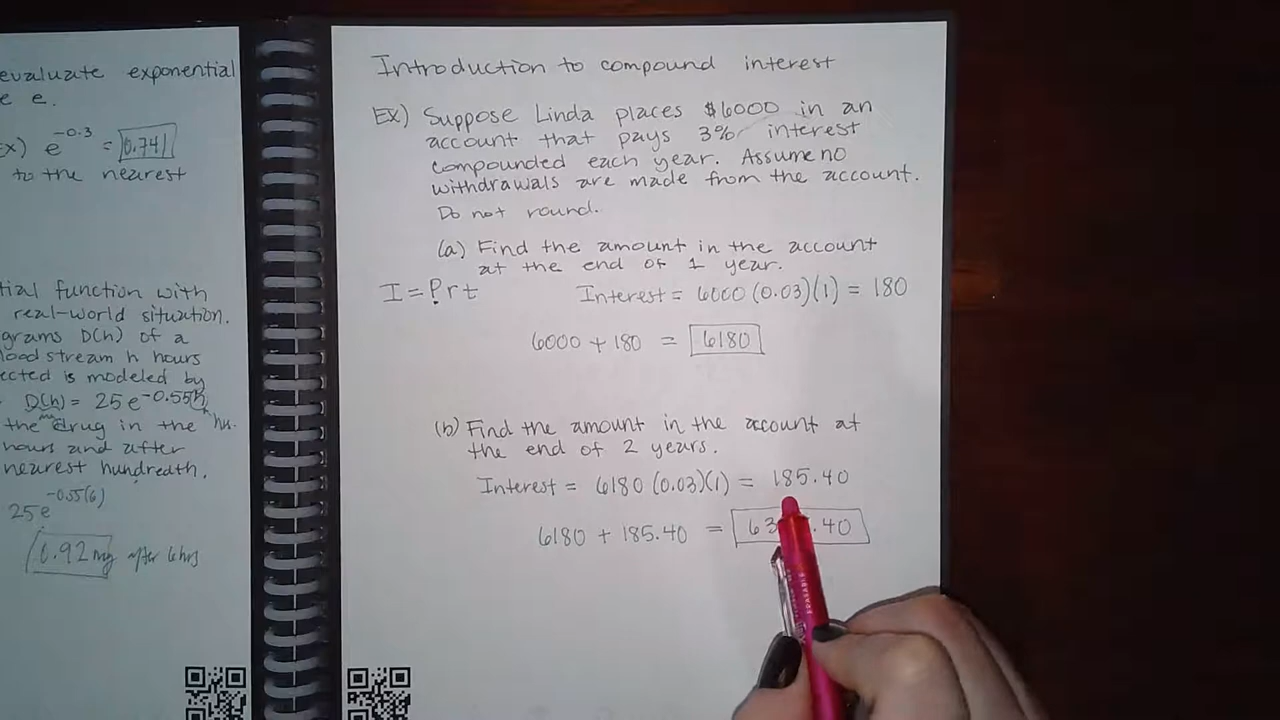 evaluate exponential
e e.
x) e^-0.3 = 0.741
to the nearest
tial function with
real-world situation.
grams D(h) of a
lood stream h hours
ected is modeled by
D(h) = 25e^-0.55h
the drug in the
hours and after
nearest hundredth.
25e^-0.55(6)
0.92 mg after 6 hrs
Introduction to compound interest
Ex) Suppose Linda places $6000 in an
account that pays 3% interest
compounded each year. Assume no
withdrawals are made from the account.
Do not round.
(a) Find the amount in the account
at the end of 1 year.
I = Prt Interest = 6000 (0.03)(1) = 180
6000 + 180 = 6180
(b) Find the amount in the account at
the end of 2 years.
Interest = 6180 (0.03)(1) = 185.40
6180 + 185.40 = 63 .40